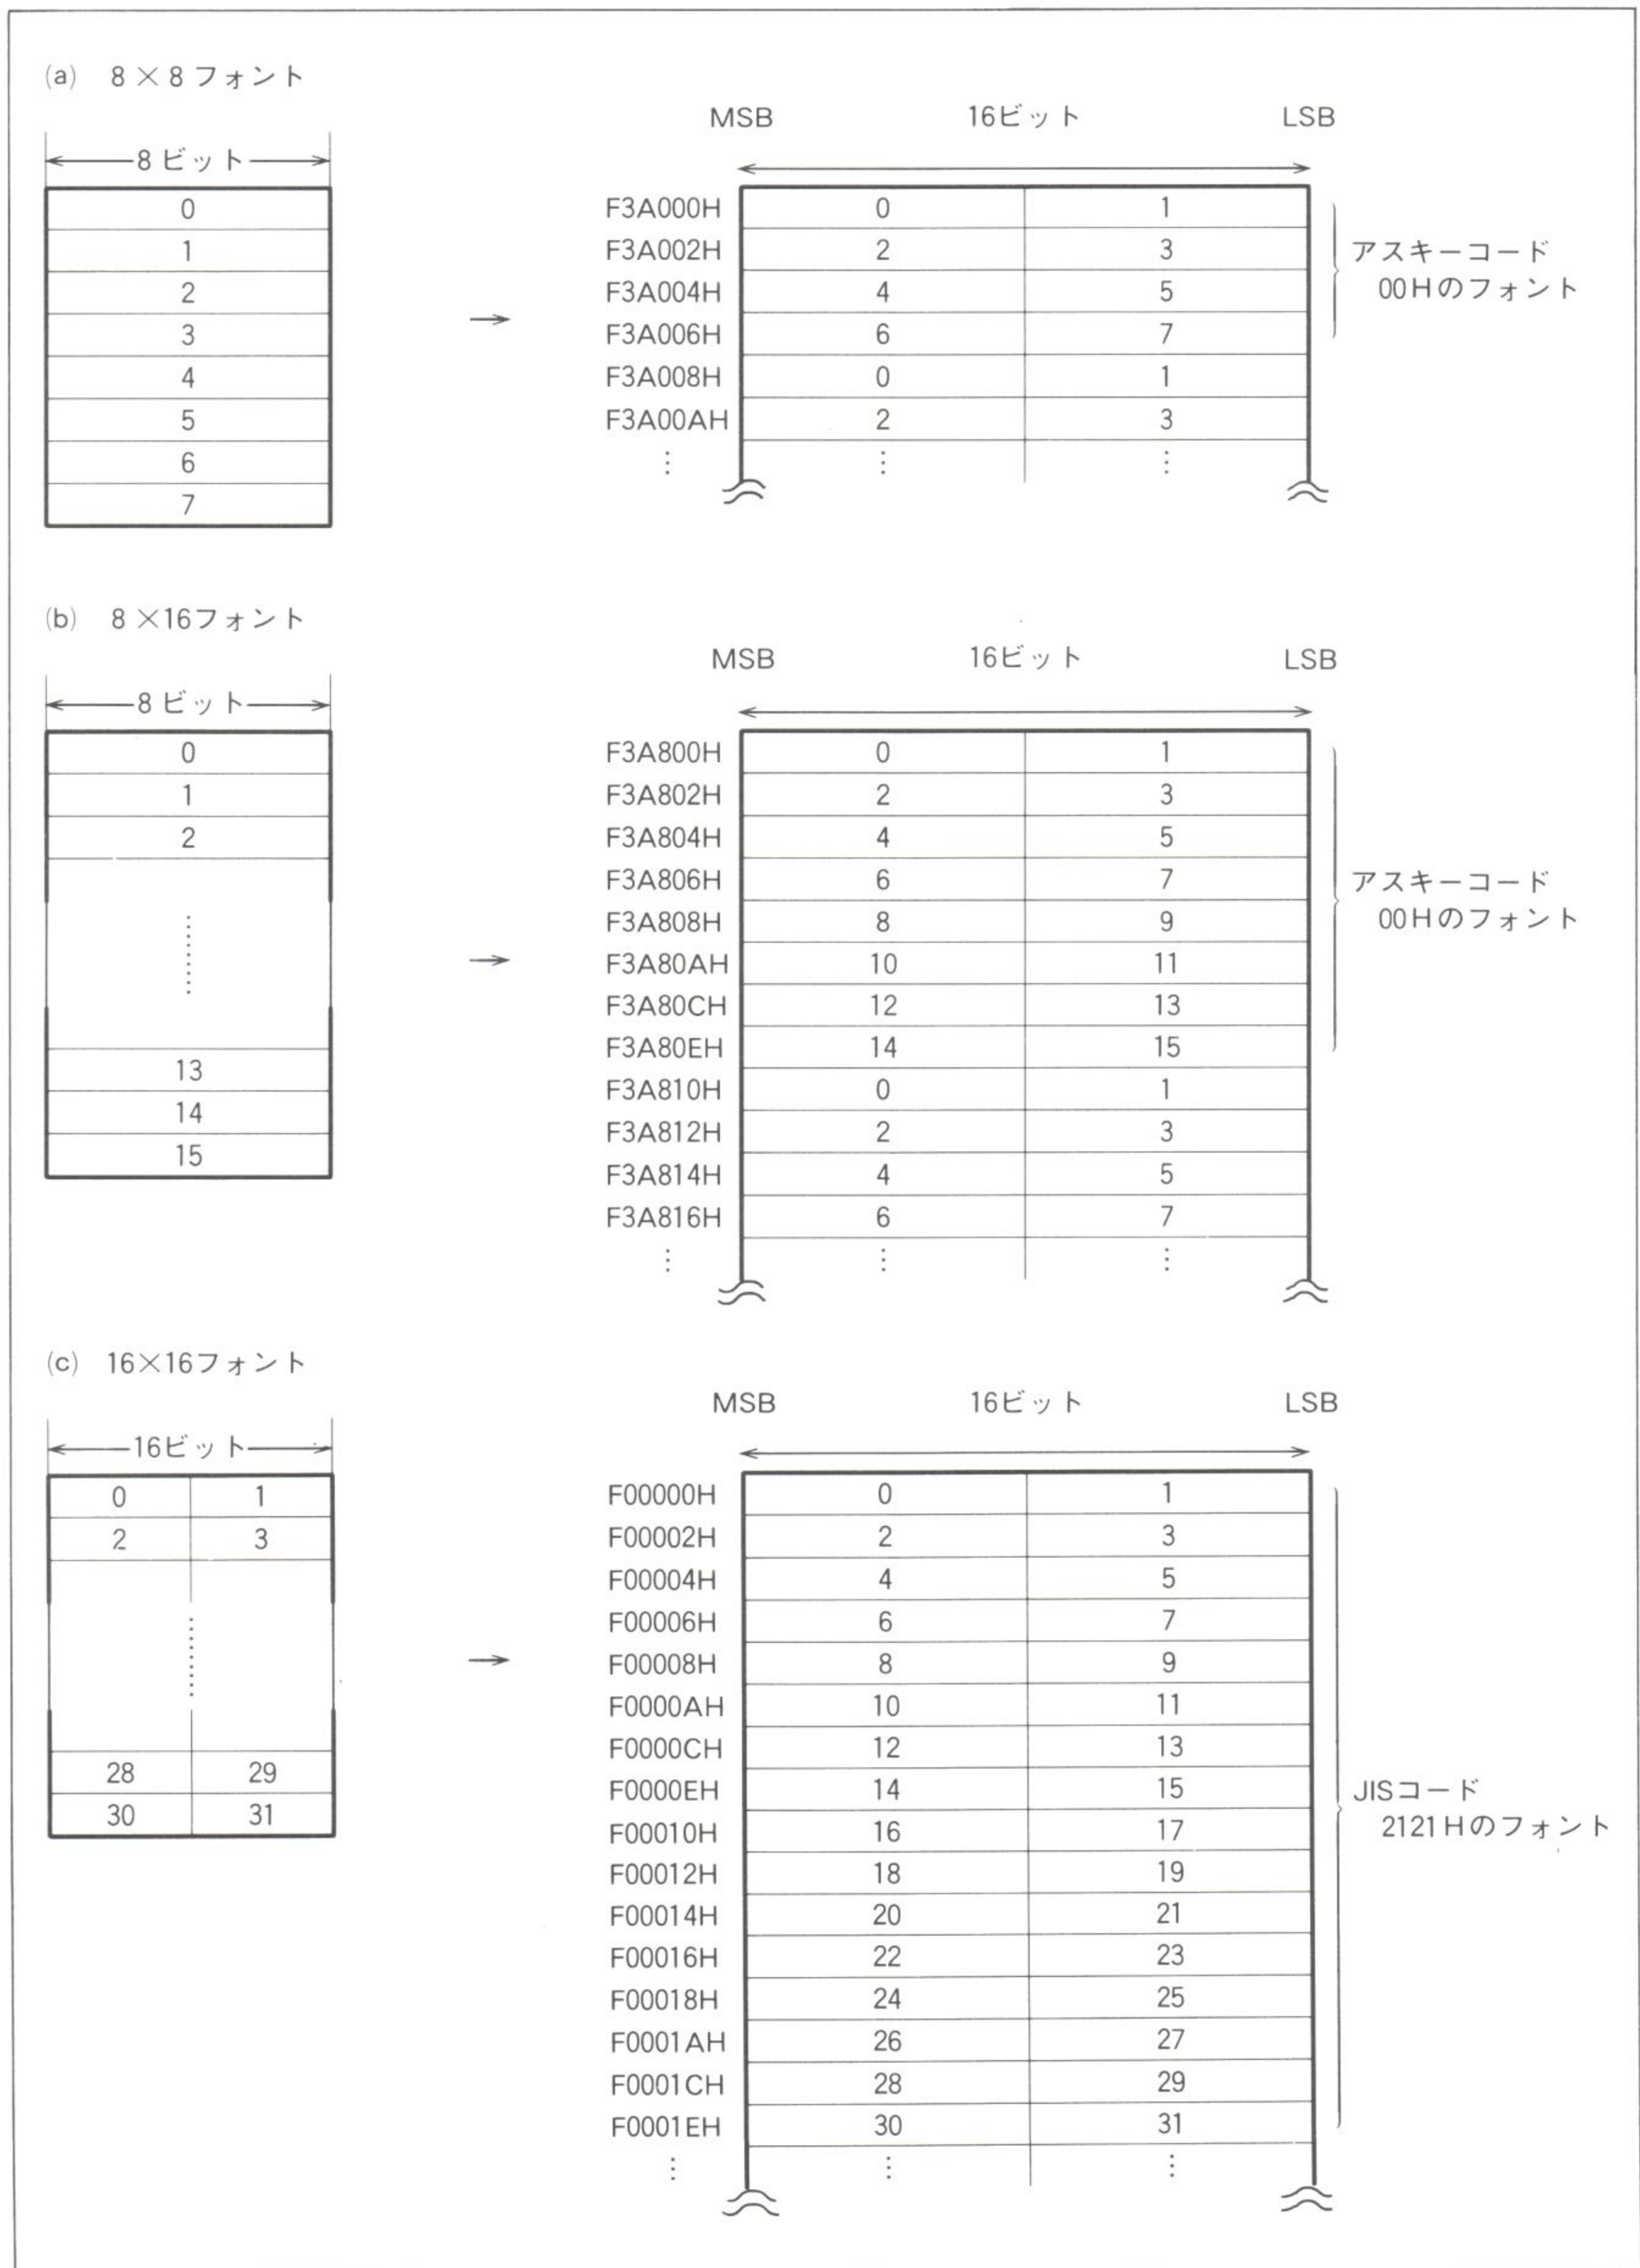 (a) 8×8フォント
8ビット
0
1
2
3
4
5
6
7
→
MSB 16ビット LSB
F3A000H 0 1
F3A002H 2 3
F3A004H 4 5
F3A006H 6 7
F3A008H 0 1
F3A00AH 2 3
⋮ ⋮ ⋮
アスキーコード
00Hのフォント
(b) 8×16フォント
8ビット
0
1
2
⋮
13
14
15
→
MSB 16ビット LSB
F3A800H 0 1
F3A802H 2 3
F3A804H 4 5
F3A806H 6 7
F3A808H 8 9
F3A80AH 10 11
F3A80CH 12 13
F3A80EH 14 15
F3A810H 0 1
F3A812H 2 3
F3A814H 4 5
F3A816H 6 7
⋮ ⋮ ⋮
アスキーコード
00Hのフォント
(c) 16×16フォント
16ビット
0 1
2 3
⋮
28 29
30 31
→
MSB 16ビット LSB
F00000H 0 1
F00002H 2 3
F00004H 4 5
F00006H 6 7
F00008H 8 9
F0000AH 10 11
F0000CH 12 13
F0000EH 14 15
F00010H 16 17
F00012H 18 19
F00014H 20 21
F00016H 22 23
F00018H 24 25
F0001AH 26 27
F0001CH 28 29
F0001EH 30 31
⋮ ⋮ ⋮
JISコード
2121Hのフォント